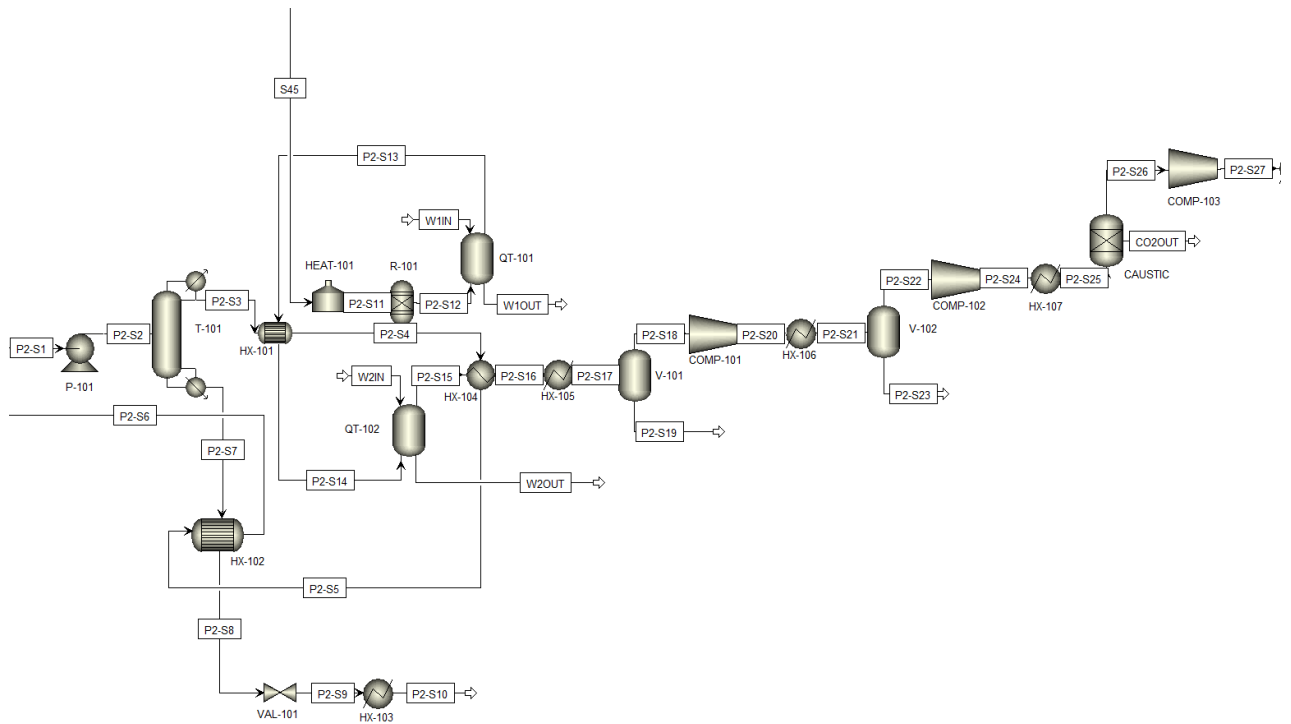 S45
P2-S13
W1IN
QT-101
HEAT-101
R-101
P2-S11
P2-S12
W1OUT
P2-S3
T-101
P2-S2
P2-S1
P-101
HX-101
P2-S4
P2-S6
P2-S7
W2IN
QT-102
P2-S15
HX-104
P2-S16
HX-105
P2-S17
V-101
P2-S18
COMP-101
P2-S20
HX-106
P2-S21
V-102
P2-S22
COMP-102
P2-S24
HX-107
P2-S25
CAUSTIC
CO2OUT
P2-S26
COMP-103
P2-S27
P2-S23
P2-S19
P2-S14
W2OUT
HX-102
P2-S5
P2-S8
VAL-101
P2-S9
HX-103
P2-S10